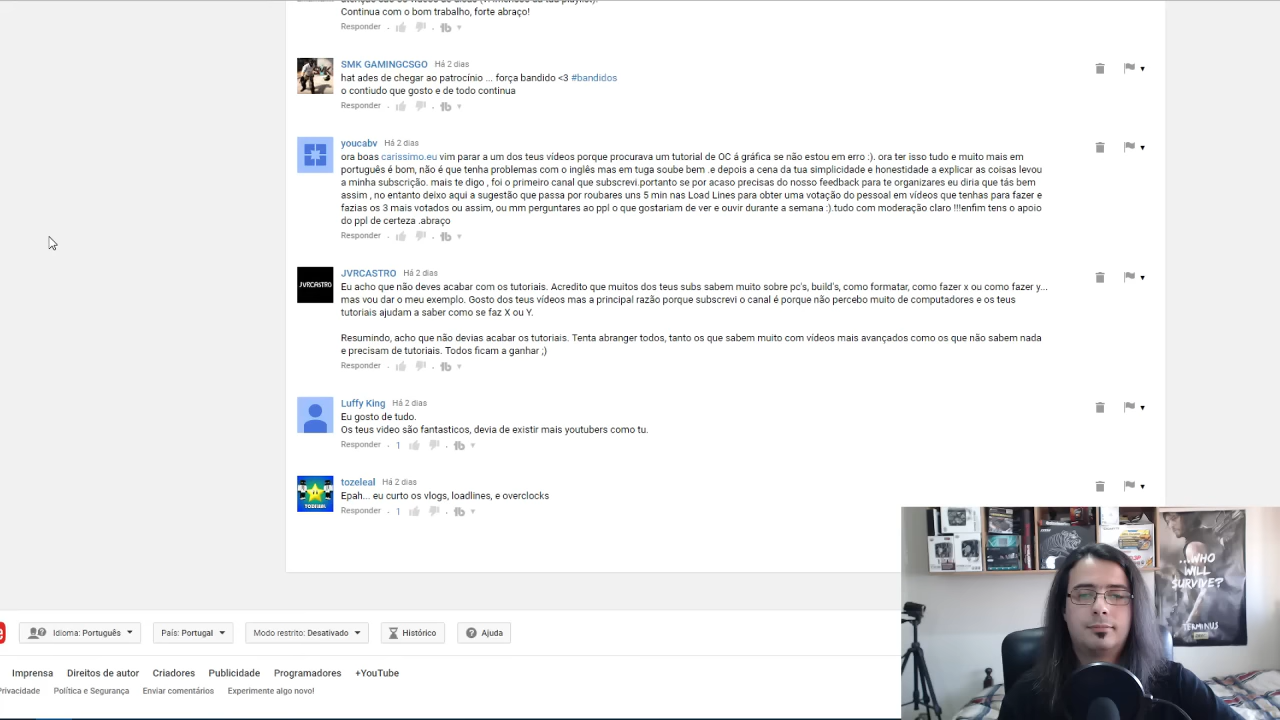 Continua com o bom trabalho, forte abraço!
Responder
SMK GAMINGCSGO Há 2 dias
hat ades de chegar ao patrocínio ... força bandido <3 #bandidos
o contiudo que gosto e de todo continua
Responder
youcabv Há 2 dias
ora boas carissimo.eu vim parar a um dos teus vídeos porque procurava um tutorial de OC á gráfica se não estou em erro :). ora ter isso tudo e muito mais em
português é bom, não é que tenha problemas com o inglês mas em tuga soube bem .e depois a cena da tua simplicidade e honestidade a explicar as coisas levou
a minha subscrição. mais te digo , foi o primeiro canal que subscrevi.portanto se por acaso precisas do nosso feedback para te organizares eu diria que tás bem
assim , no entanto deixo aqui a sugestão que passa por roubares uns 5 min nas Load Lines para obter uma votação do pessoal em vídeos que tenhas para fazer e
fazias os 3 mais votados ou assim, ou mm perguntares ao ppl o que gostariam de ver e ouvir durante a semana :).tudo com moderação claro !!!enfim tens o apoio
do ppl de certeza .abraço
Responder
JVRCASTRO
JVRCASTRO Há 2 dias
Eu acho que não deves acabar com os tutoriais. Acredito que muitos dos teus subs sabem muito sobre pc's, build's, como formatar, como fazer x ou como fazer y...
mas vou dar o meu exemplo. Gosto dos teus vídeos mas a principal razão porque subscrevi o canal é porque não percebo muito de computadores e os teus
tutoriais ajudam a saber como se faz X ou Y.
Resumindo, acho que não devias acabar os tutoriais. Tenta abranger todos, tanto os que sabem muito com vídeos mais avançados como os que não sabem nada
e precisam de tutoriais. Todos ficam a ganhar ;)
Responder
Luffy King Há 2 dias
Eu gosto de tudo.
Os teus video são fantasticos, devia de existir mais youtubers como tu.
Responder 1
TOZELEAL
tozeleal Há 2 dias
Epah... eu curto os vlogs, loadlines, e overclocks
Responder 1
...WHO
WILL
SURVIVE?
TERMINUS
Idioma: Português
País: Portugal
Modo restrito: Desativado
Histórico
Ajuda
Imprensa Direitos de autor Criadores Publicidade Programadores +YouTube
Privacidade Política e Segurança Enviar comentários Experimente algo novo!